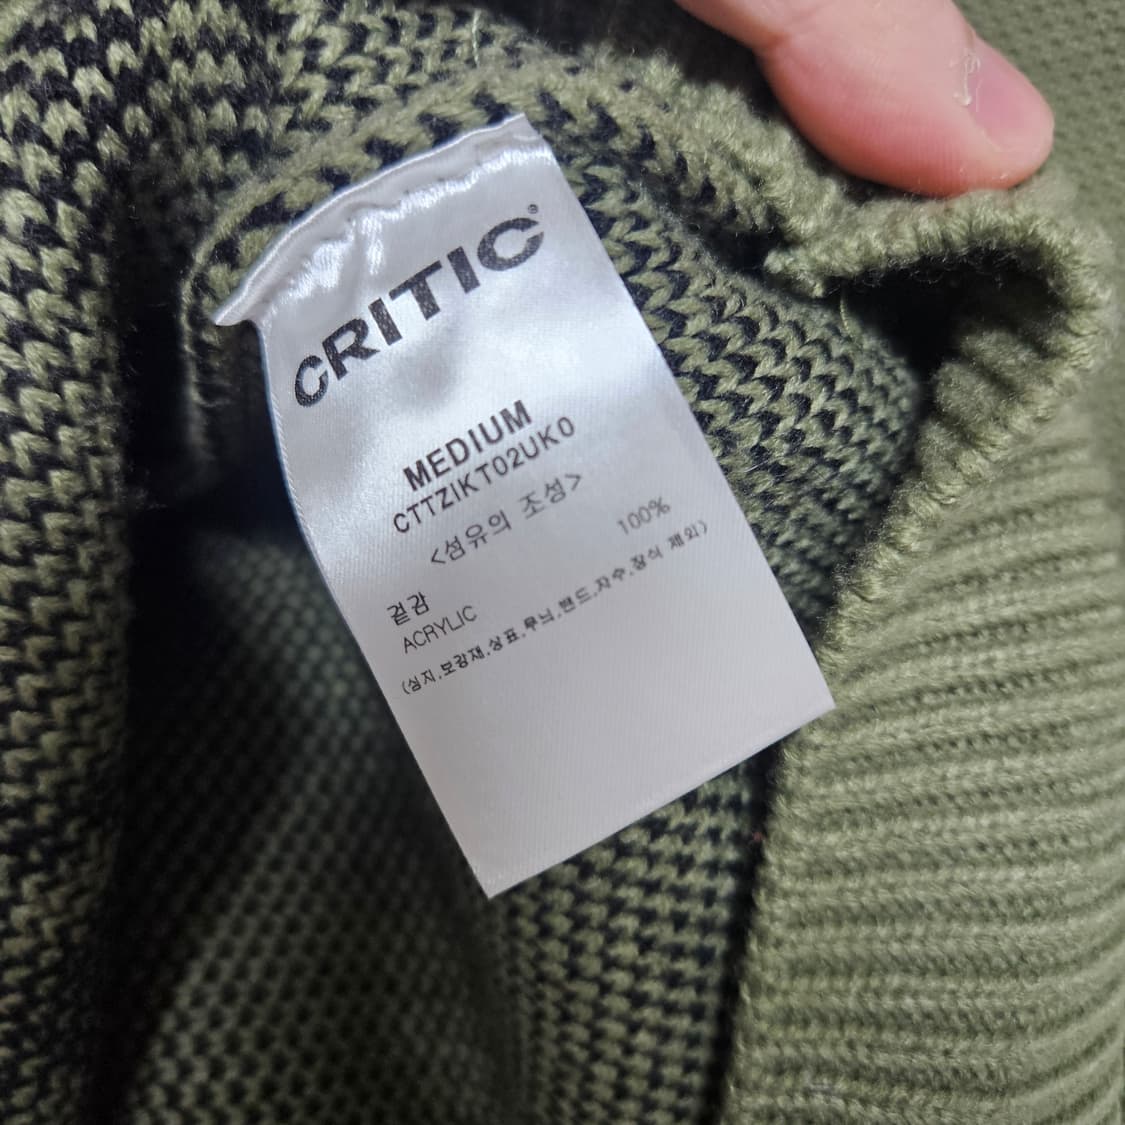 CRITIC®
MEDIUM
CTTZIKT02UK0
<섬유의 조성>
겉감
ACRYLIC 100%
(심지,보강재,상표,무늬,밴드,자수,장식 제외)